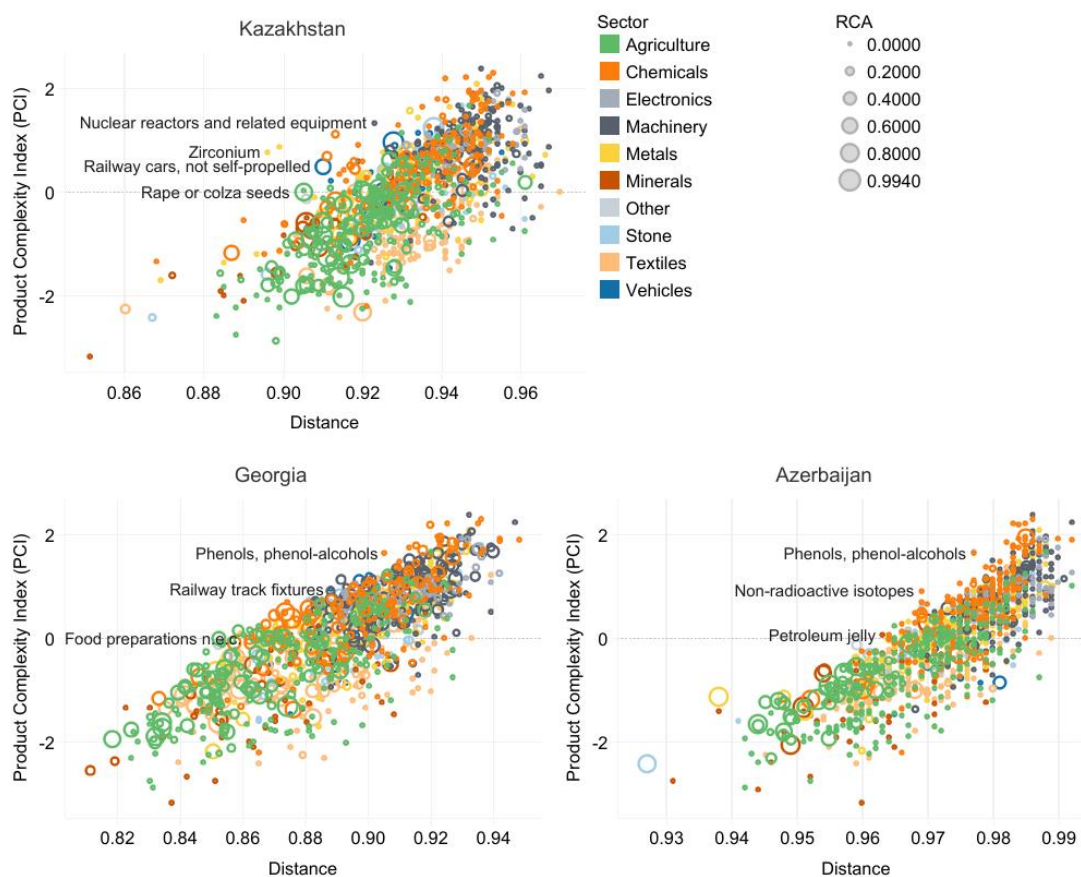 Kazakhstan
Product Complexity Index (PCI)
2
0
-2
Nuclear reactors and related equipment
Zirconium
Railway cars, not self-propelled
Rape or colza seeds
0.86 0.88 0.90 0.92 0.94 0.96
Distance
Sector
Agriculture
Chemicals
Electronics
Machinery
Metals
Minerals
Other
Stone
Textiles
Vehicles
RCA
0.0000
0.2000
0.4000
0.6000
0.8000
0.9940
Georgia
Product Complexity Index (PCI)
2
0
-2
Phenols, phenol-alcohols
Railway track fixtures
Food preparations n.e.c.
0.82 0.84 0.86 0.88 0.90 0.92 0.94
Distance
Azerbaijan
Product Complexity Index (PCI)
2
0
-2
Phenols, phenol-alcohols
Non-radioactive isotopes
Petroleum jelly
0.93 0.94 0.95 0.96 0.97 0.98 0.99
Distance